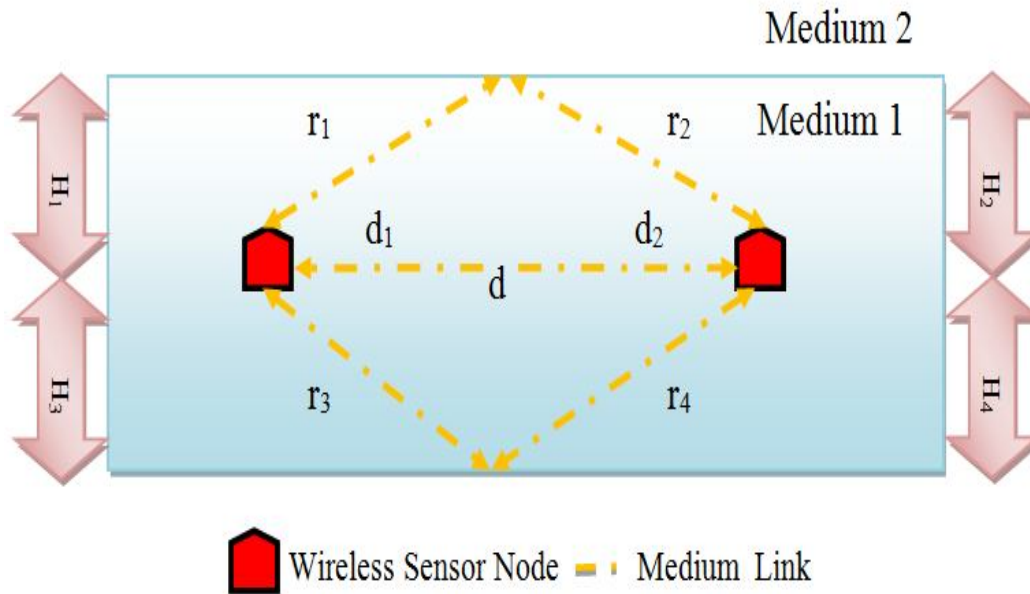 Medium 2
Medium 1
r₁
r₂
H₁
H₂
d₁
d₂
d
H₃
H₄
r₃
r₄
Wireless Sensor Node
Medium Link